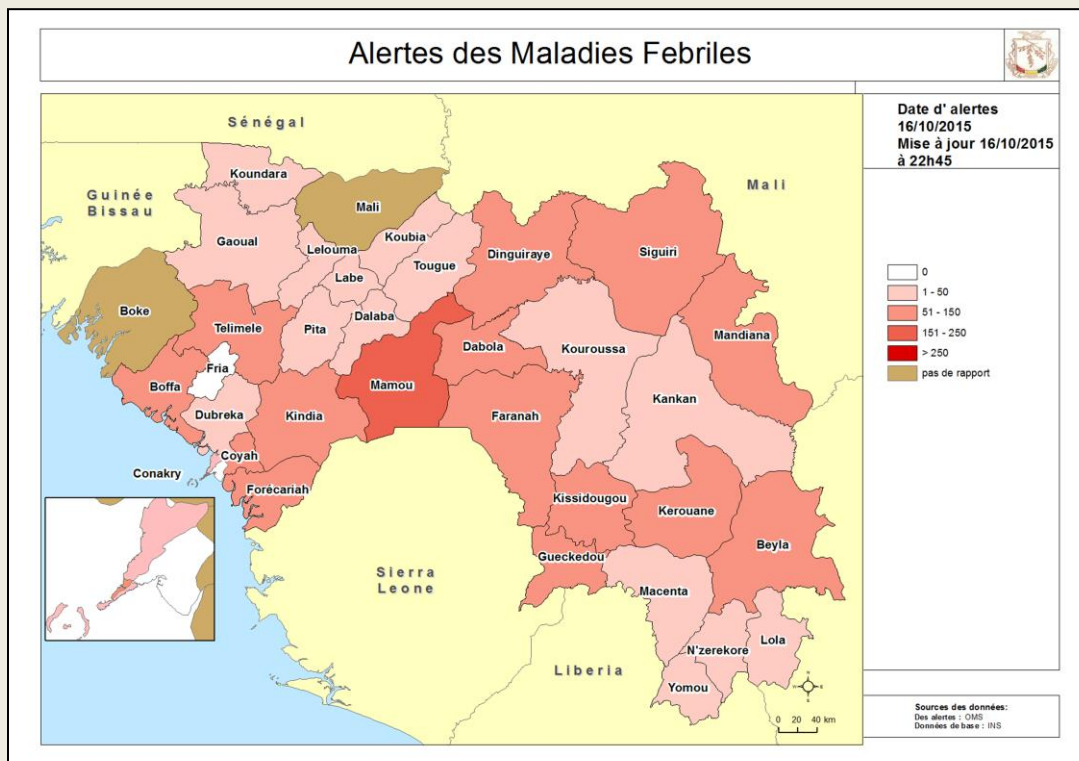 Alertes des Maladies Febriles
Date d' alertes
16/10/2015
Mise à jour 16/10/2015
à 22h45
0
1 - 50
51 - 150
151 - 250
> 250
pas de rapport
Sénégal
Guinée
Bissau
Mali
Koundara
Mali
Gaoual
Lelouma
Koubia
Labe
Tougue
Dinguiraye
Siguiri
Boke
Telimele
Pita
Dalaba
Mandiana
Fria
Boffa
Mamou
Dabola
Kouroussa
Kankan
Dubreka
Kindia
Faranah
Coyah
Conakry
Forécariah
Kissidougou
Kerouane
Beyla
Gueckedou
Macenta
Sierra
Leone
N'zerekore
Lola
Liberia
Yomou
N
W
E
S
0 20 40 km
Sources des données:
Des alertes : OMS
Données de base : INS